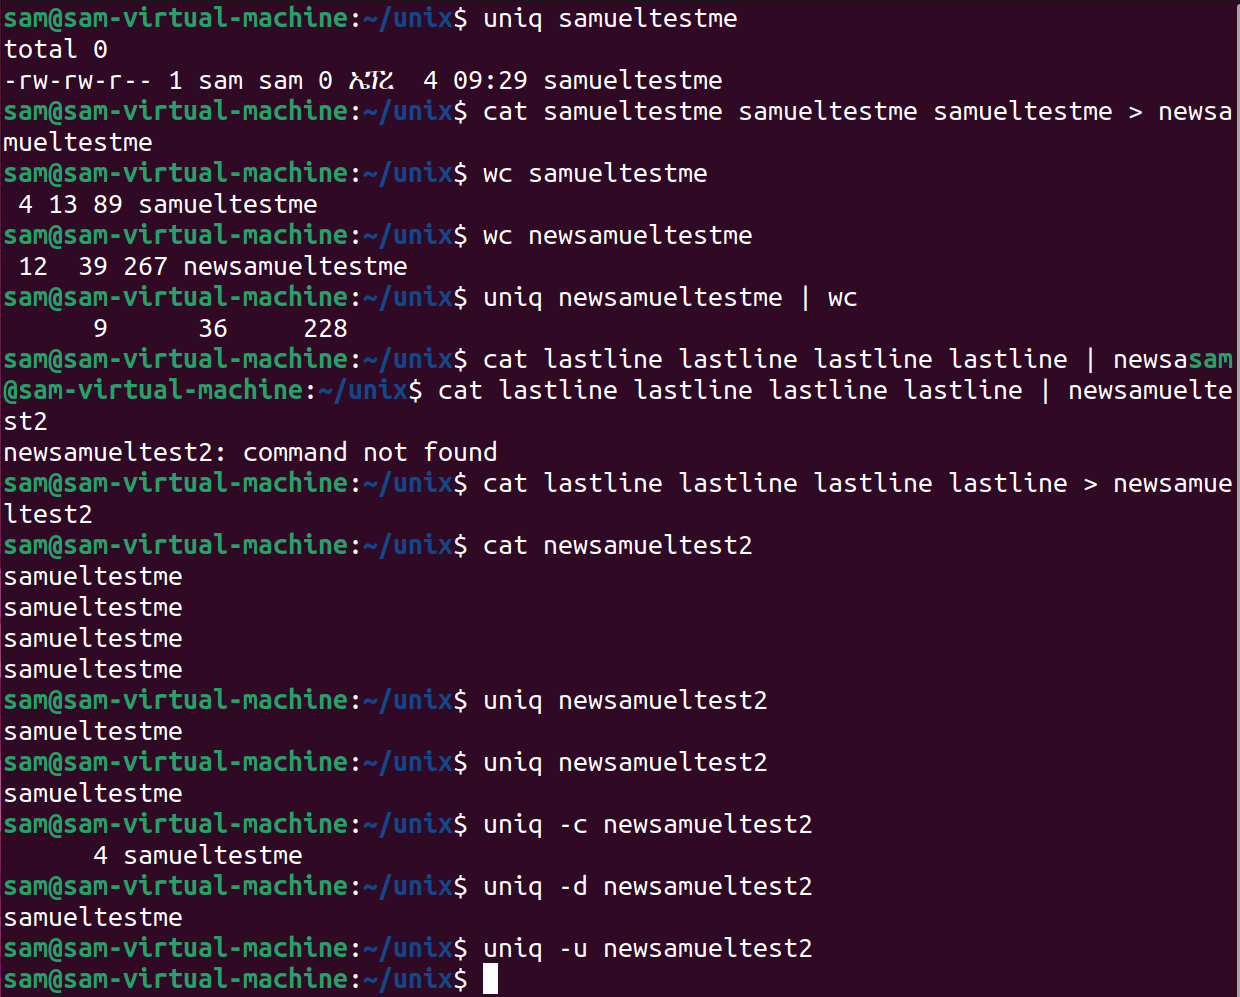 sam@sam-virtual-machine:~/unix$ uniq samueltestme
total 0
-rw-rw-r-- 1 sam sam 0 ኤፕረ  4 09:29 samueltestme
sam@sam-virtual-machine:~/unix$ cat samueltestme samueltestme samueltestme > newsa
mueltestme
sam@sam-virtual-machine:~/unix$ wc samueltestme
 4 13 89 samueltestme
sam@sam-virtual-machine:~/unix$ wc newsamueltestme
 12  39 267 newsamueltestme
sam@sam-virtual-machine:~/unix$ uniq newsamueltestme | wc
      9      36     228
sam@sam-virtual-machine:~/unix$ cat lastline lastline lastline lastline | newsasam
@sam-virtual-machine:~/unix$ cat lastline lastline lastline lastline | newsamuelte
st2
newsamueltest2: command not found
sam@sam-virtual-machine:~/unix$ cat lastline lastline lastline lastline > newsamue
ltest2
sam@sam-virtual-machine:~/unix$ cat newsamueltest2
samueltestme
samueltestme
samueltestme
samueltestme
sam@sam-virtual-machine:~/unix$ uniq newsamueltest2
samueltestme
sam@sam-virtual-machine:~/unix$ uniq newsamueltest2
samueltestme
sam@sam-virtual-machine:~/unix$ uniq -c newsamueltest2
      4 samueltestme
sam@sam-virtual-machine:~/unix$ uniq -d newsamueltest2
samueltestme
sam@sam-virtual-machine:~/unix$ uniq -u newsamueltest2
sam@sam-virtual-machine:~/unix$